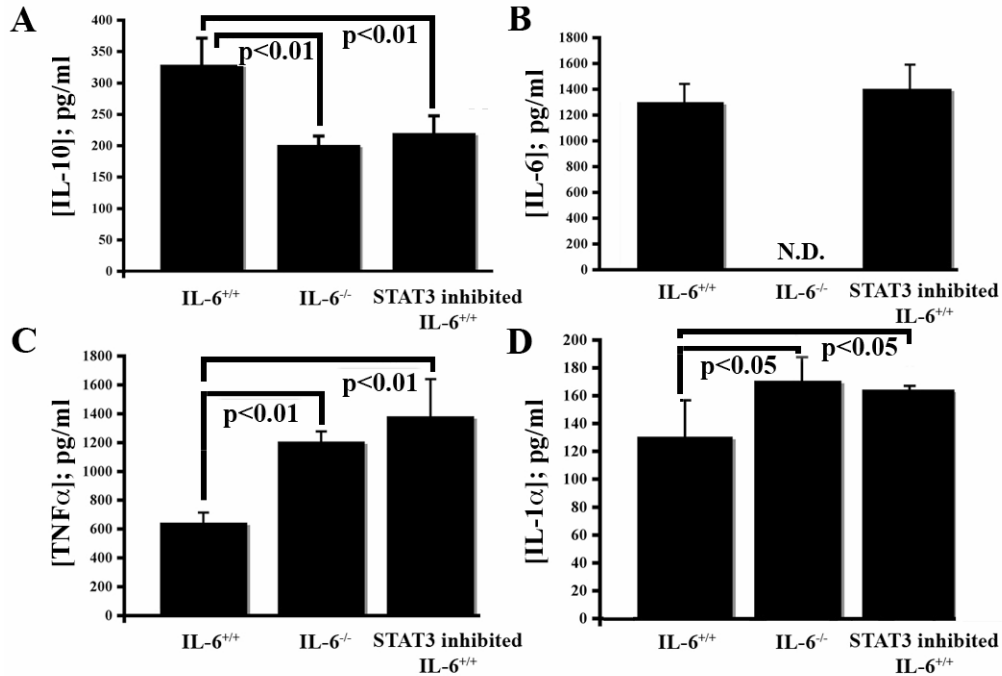 A
[IL-10]; pg/ml
400
350
300
250
200
150
100
50
0
p<0.01
p<0.01
IL-6+/+
IL-6-/-
STAT3 inhibited
IL-6+/+
B
[IL-6]; pg/ml
1800
1600
1400
1200
1000
800
600
400
200
0
N.D.
IL-6+/+
IL-6-/-
STAT3 inhibited
IL-6+/+
C
[TNFα]; pg/ml
1800
1600
1400
1200
1000
800
600
400
200
0
p<0.01
p<0.01
IL-6+/+
IL-6-/-
STAT3 inhibited
IL-6+/+
D
[IL-1α]; pg/ml
200
180
160
140
120
100
80
60
40
20
0
p<0.05
p<0.05
IL-6+/+
IL-6-/-
STAT3 inhibited
IL-6+/+